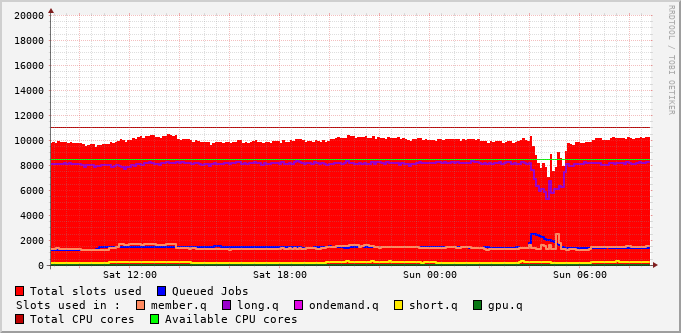 RRDTOOL / TOBI OETIKER
20000
18000
16000
14000
12000
10000
8000
6000
4000
2000
0
Sat 12:00 Sat 18:00 Sun 00:00 Sun 06:00
Total slots used Queued Jobs
Slots used in : member.q long.q ondemand.q short.q gpu.q
Total CPU cores Available CPU cores